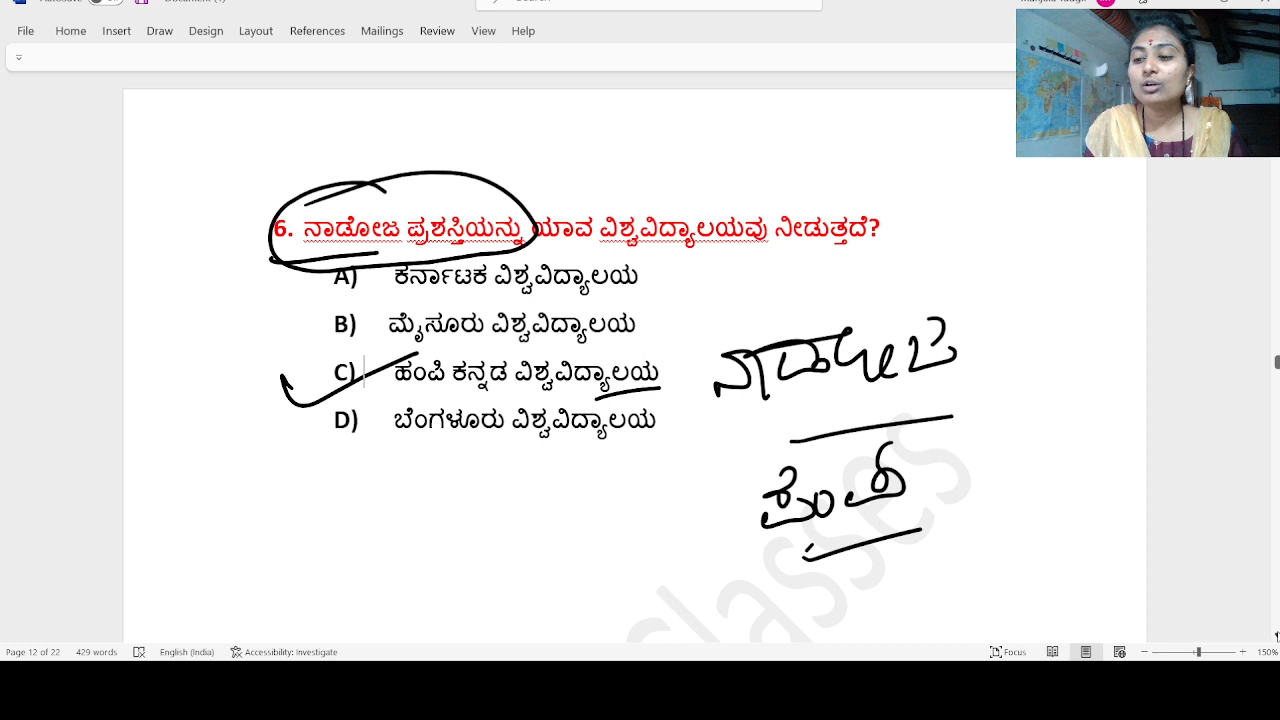 File Home Insert Draw Design Layout References Mailings Review View Help
6. ನಾಡೋಜ ಪ್ರಶಸ್ತಿಯನ್ನು ಯಾವ ವಿಶ್ವವಿದ್ಯಾಲಯವು ನೀಡುತ್ತದೆ?
A) ಕರ್ನಾಟಕ ವಿಶ್ವವಿದ್ಯಾಲಯ
B) ಮೈಸೂರು ವಿಶ್ವವಿದ್ಯಾಲಯ
C) ಹಂಪಿ ಕನ್ನಡ ವಿಶ್ವವಿದ್ಯಾಲಯ
D) ಬೆಂಗಳೂರು ವಿಶ್ವವಿದ್ಯಾಲಯ
classes
Page 12 of 22 429 words English (India) Accessibility: Investigate Focus 150%